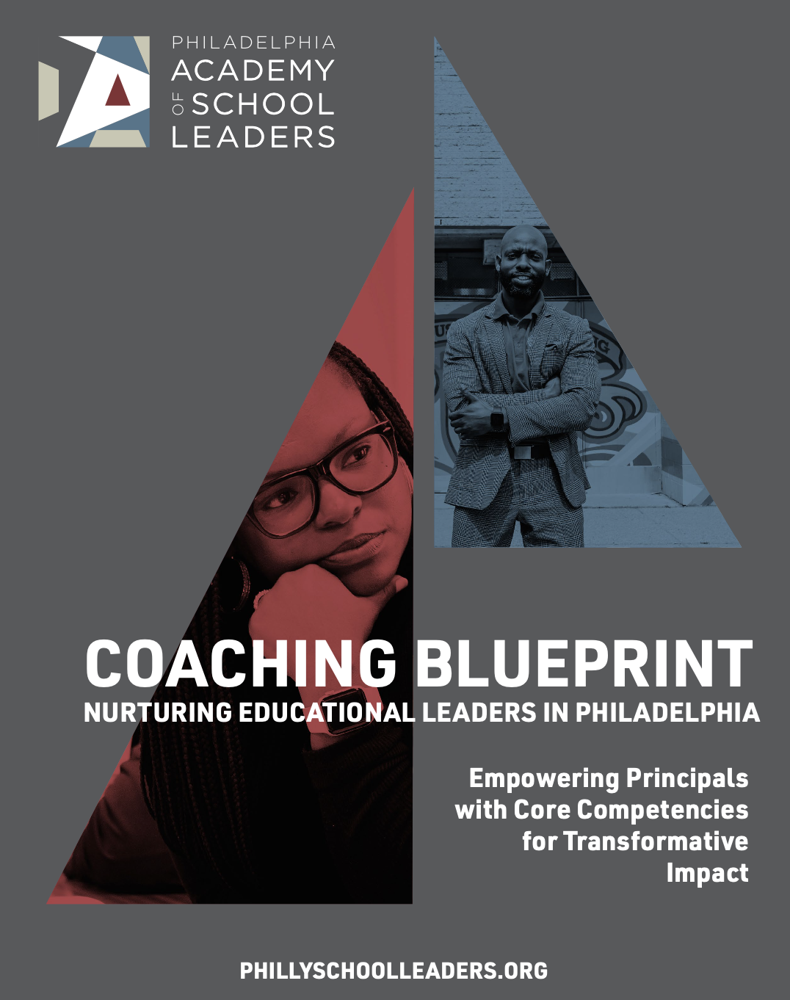 PHILADELPHIA
ACADEMY
OF SCHOOL
LEADERS
COACHING BLUEPRINT
NURTURING EDUCATIONAL LEADERS IN PHILADELPHIA
Empowering Principals
with Core Competencies
for Transformative
Impact
PHILLYSCHOOLLEADERS.ORG